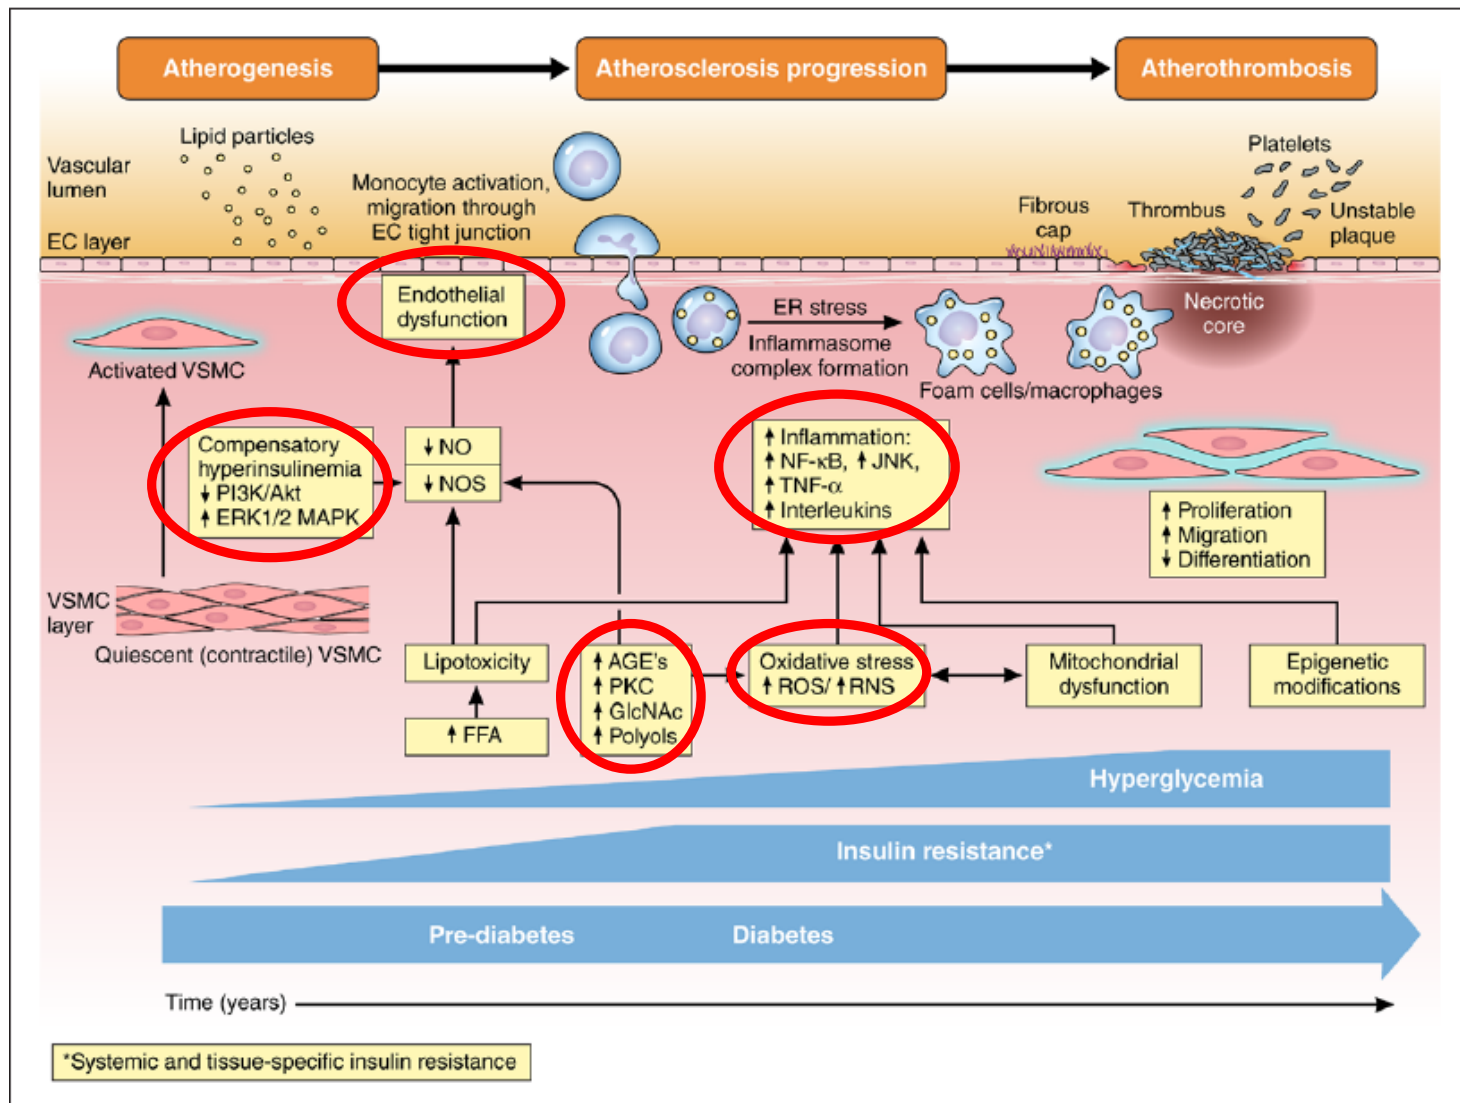 Atherogenesis
Atherosclerosis progression
Atherothrombosis
Lipid particles
Vascular
lumen
EC layer
Monocyte activation,
migration through
EC tight junction
Platelets
Fibrous
cap
Thrombus
Unstable
plaque
Endothelial
dysfunction
ER stress
Inflammasome
complex formation
Necrotic
core
Activated VSMC
Foam cells/macrophages
Compensatory
hyperinsulinemia
↓ PI3K/Akt
↑ ERK1/2 MAPK
↓ NO
↓ NOS
↑ Inflammation:
↑ NF-κB, ↑ JNK,
↑ TNF-α
↑ Interleukins
↑ Proliferation
↑ Migration
↓ Differentiation
VSMC
layer
Quiescent (contractile) VSMC
Lipotoxicity
↑ FFA
↑ AGE's
↑ PKC
↑ GlcNAc
↑ Polyols
Oxidative stress
↑ ROS/ ↑ RNS
Mitochondrial
dysfunction
Epigenetic
modifications
Hyperglycemia
Insulin resistance*
Pre-diabetes
Diabetes
Time (years)
*Systemic and tissue-specific insulin resistance